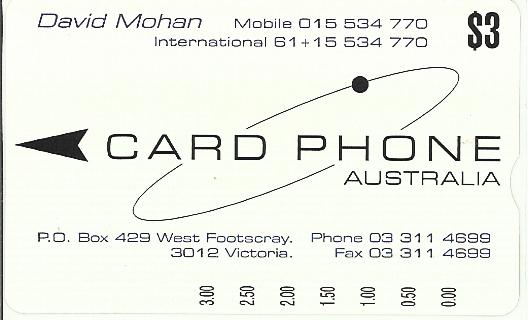 David Mohan Mobile 015 534 770 $3
International 61+15 534 770
CARD PHONE
AUSTRALIA
P.O. Box 429 West Footscray. Phone 03 311 4699
3012 Victoria. Fax 03 311 4699
3.00 2.50 2.00 1.50 1.00 0.50 0.00